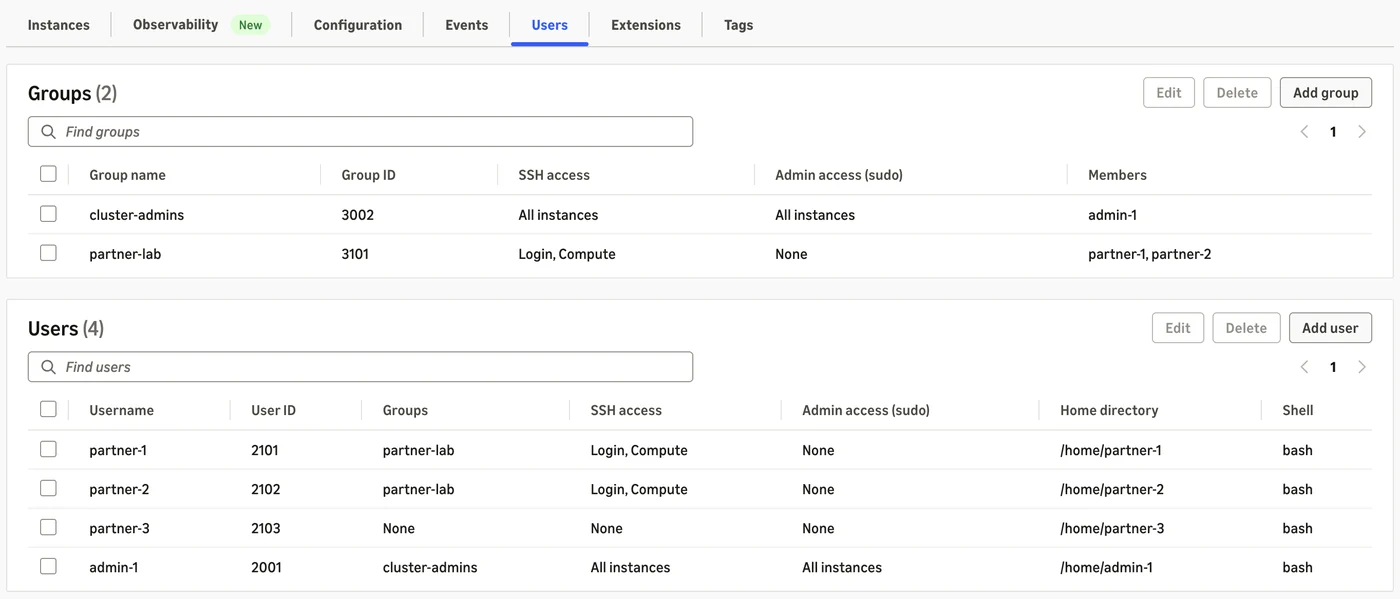 Instances Observability New Configuration Events Users Extensions Tags
Groups (2) Edit Delete Add group
Find groups 1
Group name Group ID SSH access Admin access (sudo) Members
cluster-admins 3002 All instances All instances admin-1
partner-lab 3101 Login, Compute None partner-1, partner-2
Users (4) Edit Delete Add user
Find users 1
Username User ID Groups SSH access Admin access (sudo) Home directory Shell
partner-1 2101 partner-lab Login, Compute None /home/partner-1 bash
partner-2 2102 partner-lab Login, Compute None /home/partner-2 bash
partner-3 2103 None None None /home/partner-3 bash
admin-1 2001 cluster-admins All instances All instances /home/admin-1 bash